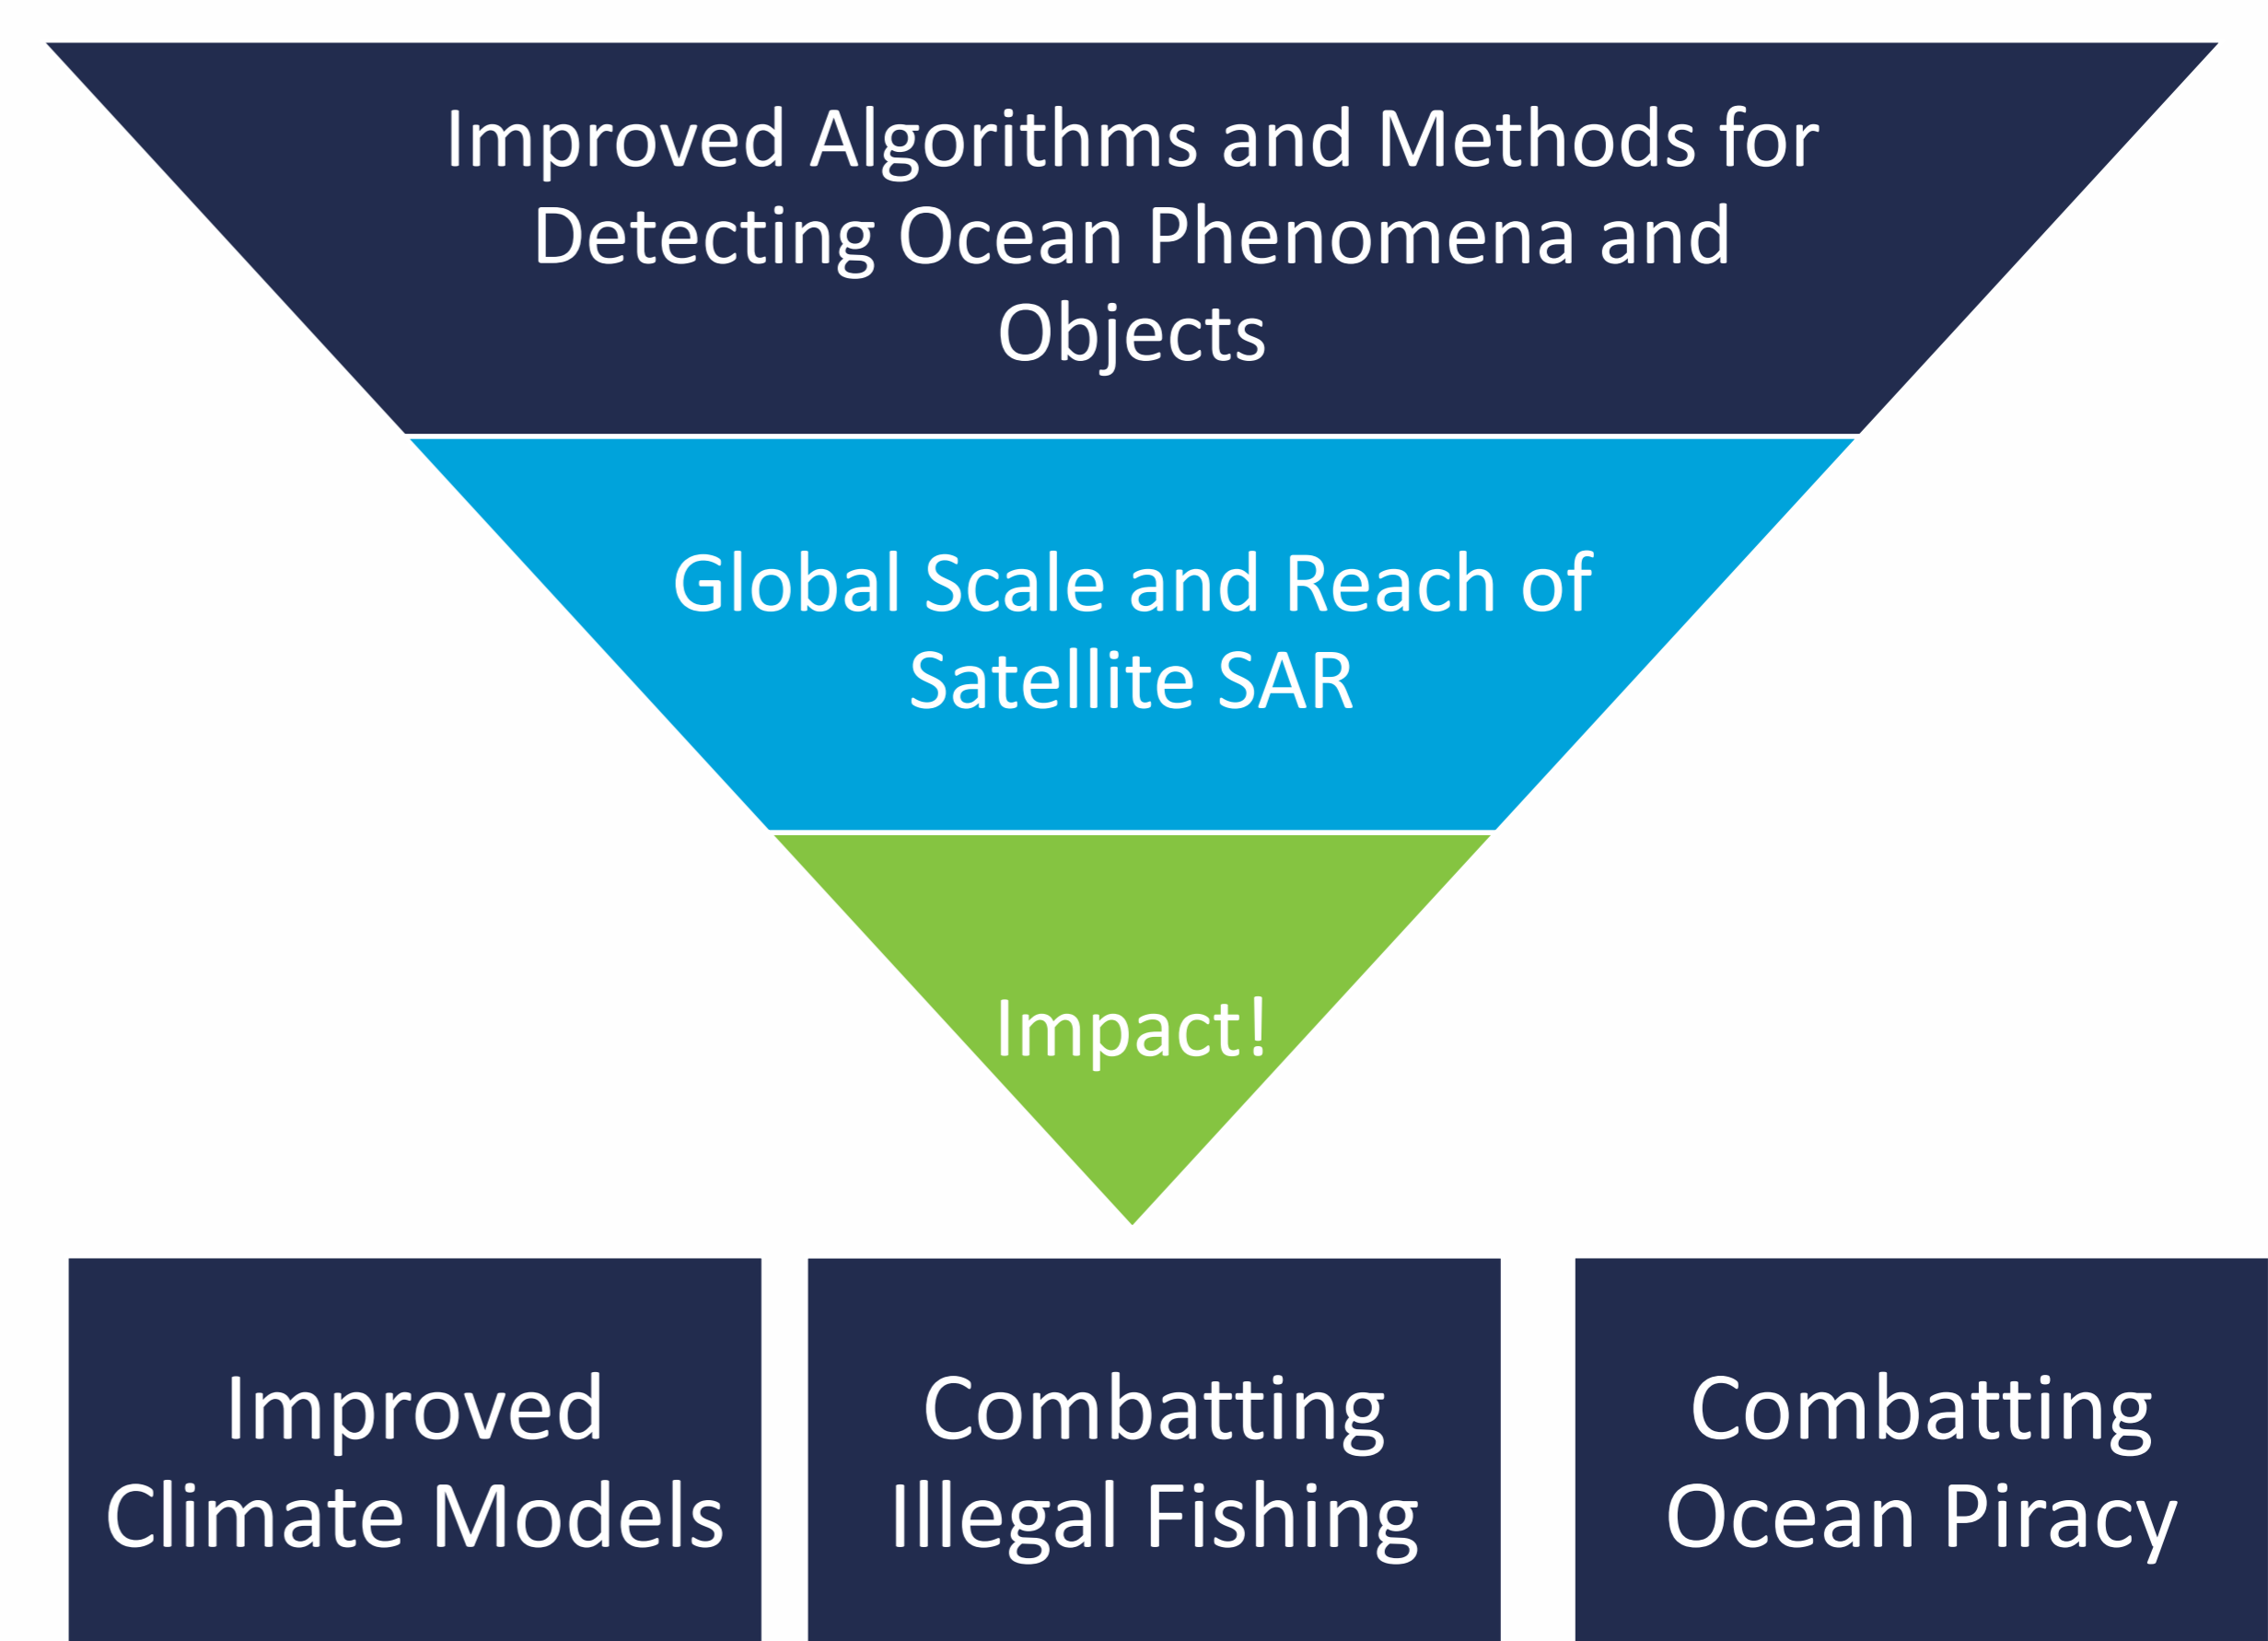 Improved Algorithms and Methods for
Detecting Ocean Phenomena and
Objects
Global Scale and Reach of
Satellite SAR
Impact!
Improved
Climate Models
Combatting
Illegal Fishing
Combatting
Ocean Piracy